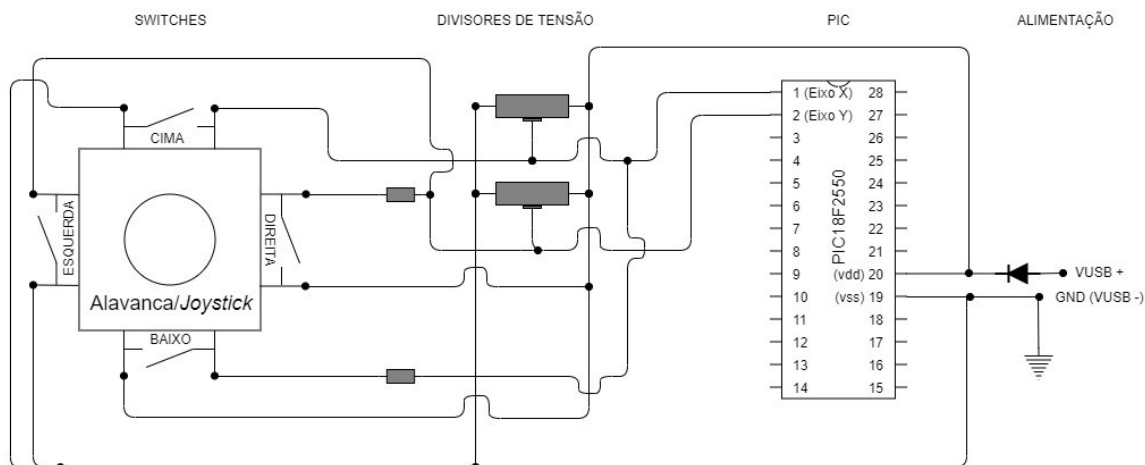 SWITCHES
DIVISORES DE TENSÃO
PIC
ALIMENTAÇÃO
CIMA
ESQUERDA
DIREITA
Alavanca/Joystick
BAIXO
1 (Eixo X) 28
2 (Eixo Y) 27
3 26
4 25
5 24
6 23
7 22
8 21
9 (vdd) 20
10 (vss) 19
11 18
12 17
13 16
14 15
PIC18F2550
VUSB +
GND (VUSB -)